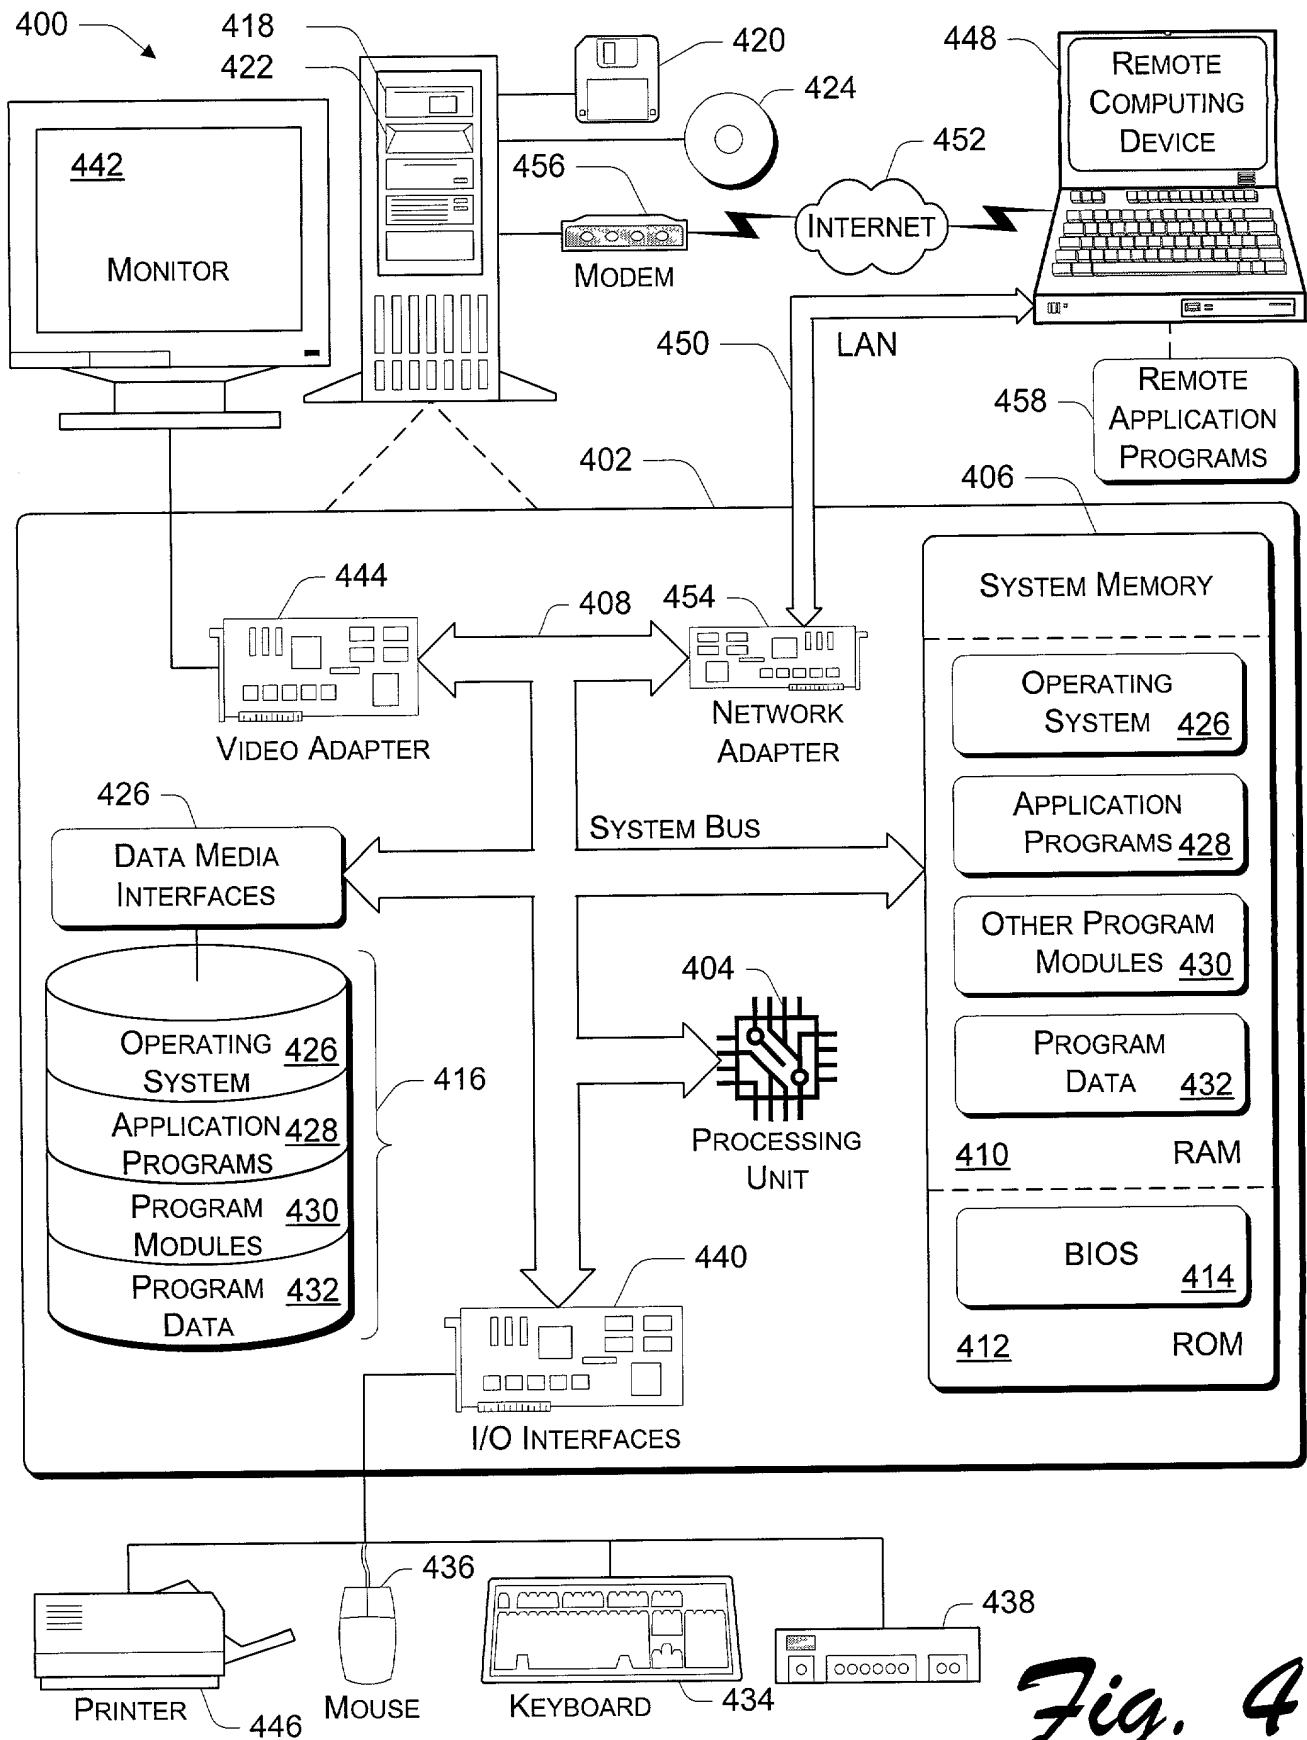 400
418
422
420
424
448
REMOTE
COMPUTING
DEVICE
442
MONITOR
456
MODEM
452
INTERNET
450
LAN
458
REMOTE
APPLICATION
PROGRAMS
402
406
SYSTEM MEMORY
444
408
454
VIDEO ADAPTER
NETWORK
ADAPTER
OPERATING
SYSTEM 426
APPLICATION
PROGRAMS 428
OTHER PROGRAM
MODULES 430
PROGRAM
DATA 432
410 RAM
BIOS
414
412 ROM
426
DATA MEDIA
INTERFACES
SYSTEM BUS
404
PROCESSING
UNIT
OPERATING
SYSTEM 426
APPLICATION
PROGRAMS 428
PROGRAM
MODULES 430
PROGRAM
DATA 432
416
440
I/O INTERFACES
436
438
PRINTER
446
MOUSE
KEYBOARD
434
Fig. 4